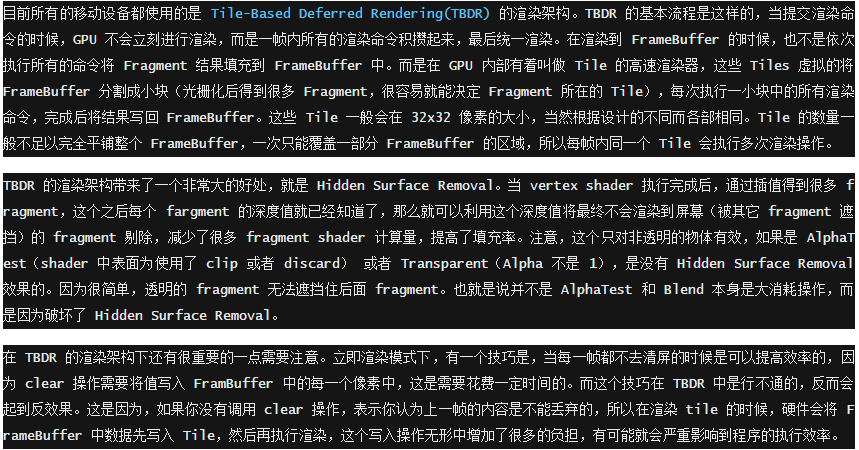 目前所有的移动设备都使用的是 Tile-Based Deferred Rendering(TBDR) 的渲染架构。TBDR 的基本流程是这样的，当提交渲染命
令的时候，GPU 不会立刻进行渲染，而是一帧内所有的渲染命令积攒起来，最后统一渲染。在渲染到 FrameBuffer 的时候，也不是依次
执行所有的命令将 Fragment 结果填充到 FrameBuffer 中。而是在 GPU 内部有着叫做 Tile 的高速渲染器，这些 Tiles 虚拟的将
FrameBuffer 分割成小块（光栅化后得到很多 Fragment，很容易就能决定 Fragment 所在的 Tile），每次执行一小块中的所有渲染
命令，完成后将结果写回 FrameBuffer。这些 Tile 一般会在 32x32 像素的大小，当然根据设计的不同而各部相同。Tile 的数量一
般不足以完全平铺整个 FrameBuffer，一次只能覆盖一部分 FrameBuffer 的区域，所以每帧内同一个 Tile 会执行多次渲染操作。
TBDR 的渲染架构带来了一个非常大的好处，就是 Hidden Surface Removal。当 vertex shader 执行完成后，通过插值得到很多 f
ragment，这个之后每个 fargment 的深度值就已经知道了，那么就可以利用这个深度值将最终不会渲染到屏幕（被其它 fragment 遮
挡）的 fragment 剔除，减少了很多 fragment shader 计算量，提高了填充率。注意，这个只对非透明的物体有效，如果是 AlphaT
est（shader 中表面为使用了 clip 或者 discard） 或者 Transparent（Alpha 不是 1），是没有 Hidden Surface Removal
效果的。因为很简单，透明的 fragment 无法遮挡住后面 fragment。也就是说并不是 AlphaTest 和 Blend 本身是大消耗操作，而
是因为破坏了 Hidden Surface Removal。
在 TBDR 的渲染架构下还有很重要的一点需要注意。立即渲染模式下，有一个技巧是，当每一帧都不去清屏的时候是可以提高效率的，因
为 clear 操作需要将值写入 FramBuffer 中的每一个像素中，这是需要花费一定时间的。而这个技巧在 TBDR 中是行不通的，反而会
起到反效果。这是因为，如果你没有调用 clear 操作，表示你认为上一帧的内容是不能丢弃的，所以在渲染 tile 的时候，硬件会将 F
rameBuffer 中数据先写入 Tile，然后再执行渲染，这个写入操作无形中增加了很多的负担，有可能就会严重影响到程序的执行效率。